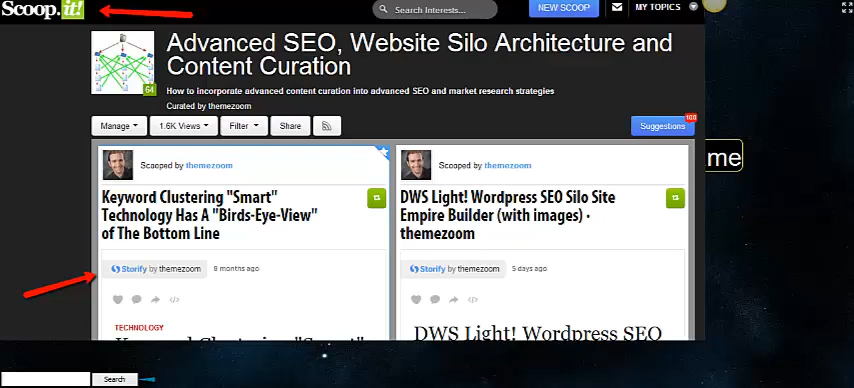 Scoop.it!
Search Interests...
NEW SCOOP
MY TOPICS
Advanced SEO, Website Silo Architecture and
Content Curation
64
How to incorporate advanced content curation into advanced SEO and market research strategies
Curated by themezoom
Manage
1.6K Views
Filter
Share
Suggestions
100
me
Scooped by themezoom
Keyword Clustering "Smart"
Technology Has A "Birds-Eye-View"
of The Bottom Line
Storify by themezoom
8 months ago
TECHNOLOGY
Scooped by themezoom
DWS Light! Wordpress SEO Silo Site
Empire Builder (with images) ·
themezoom
Storify by themezoom
5 days ago
DWS Light! Wordpress SEO
Search